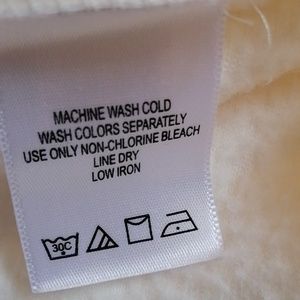 MACHINE WASH COLD
WASH COLORS SEPARATELY
USE ONLY NON-CHLORINE BLEACH
LINE DRY
LOW IRON
30C